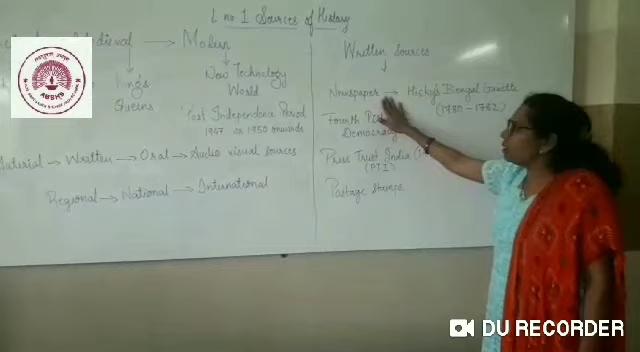 L no 1 Sources of History
Medieval → Modern
Kings
Queens
New Technology
World
Post Independence Period
1947 or 1950 onwards
Material → Written → Oral → Audio visual sources
Regional → National → International
Written sources
Newspaper → Hicky's Bengal Gazette
(1780-1782)
Fourth
Democracy
Press Trust India
(PTI)
Postage Stamps
DU RECORDER